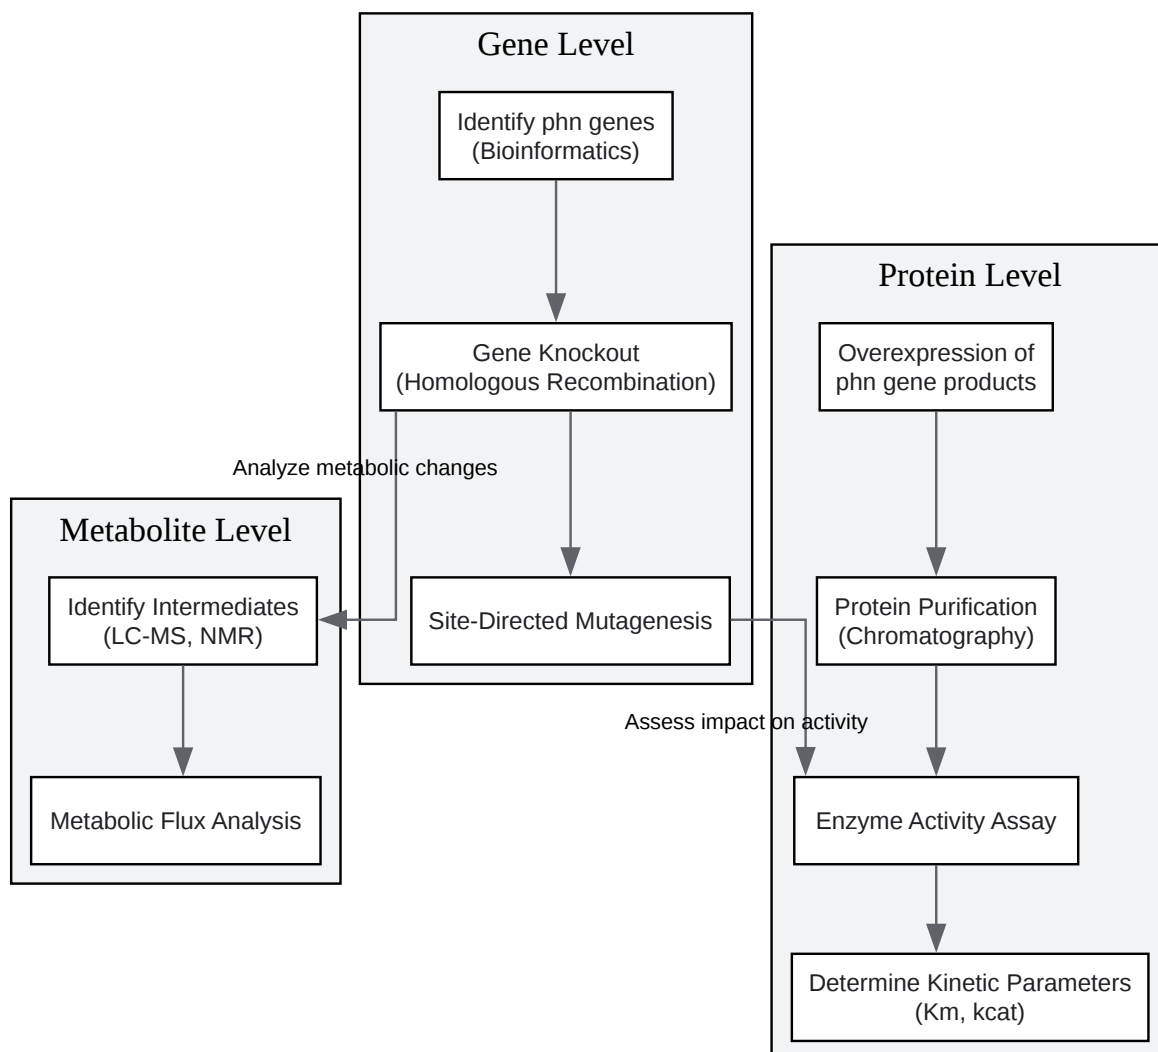 Gene Level
Identify phn genes
(Bioinformatics)
Gene Knockout
(Homologous Recombination)
Site-Directed Mutagenesis
Analyze metabolic changes
Metabolite Level
Identify Intermediates
(LC-MS, NMR)
Metabolic Flux Analysis
Protein Level
Overexpression of
phn gene products
Protein Purification
(Chromatography)
Assess impact on activity
Enzyme Activity Assay
Determine Kinetic Parameters
(Km, kcat)